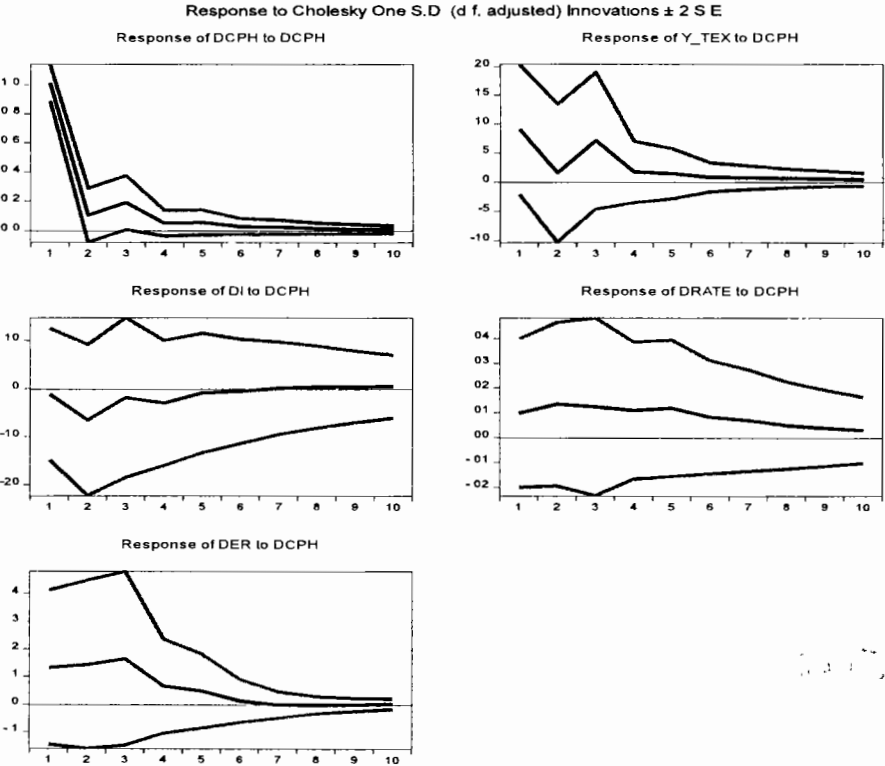 Response to Cholesky One S.D (d f. adjusted) Innovations ± 2 S E
Response of DCPH to DCPH
1 0
0 8
0 6
0 4
0 2
0 0
1 2 3 4 5 6 7 8 9 10
Response of Y_TEX to DCPH
20
15
10
5
0
-5
-10
1 2 3 4 5 6 7 8 9 10
Response of DI to DCPH
10
0
-10
-20
1 2 3 4 5 6 7 8 9 10
Response of DRATE to DCPH
04
03
02
01
00
- 01
- 02
1 2 3 4 5 6 7 8 9 10
Response of DER to DCPH
4
3
2
1
0
- 1
1 2 3 4 5 6 7 8 9 10